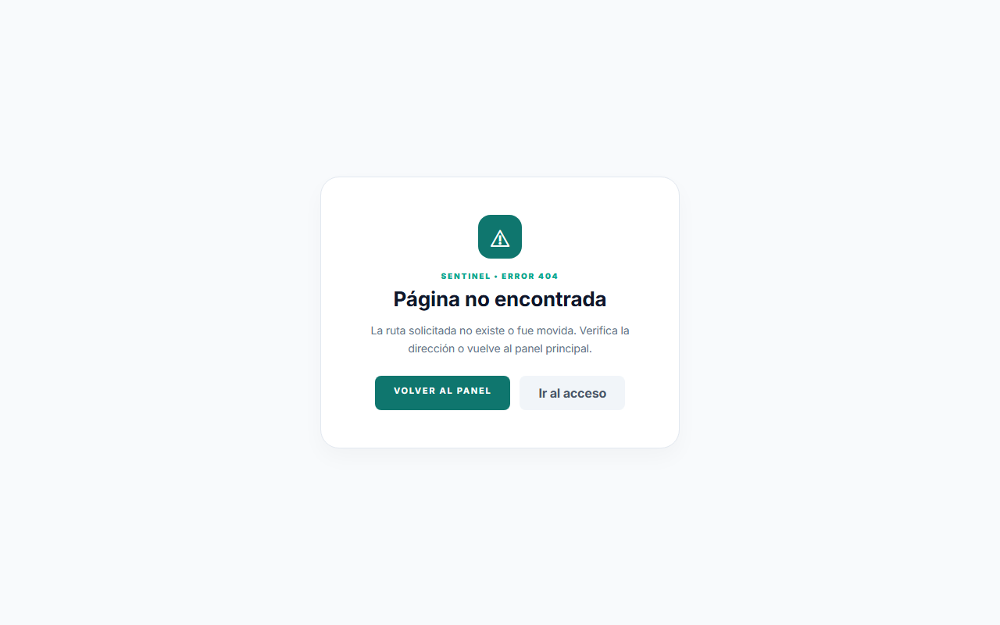 SENTINEL • ERROR 404
Página no encontrada
La ruta solicitada no existe o fue movida. Verifica la
dirección o vuelve al panel principal.
VOLVER AL PANEL
Ir al acceso